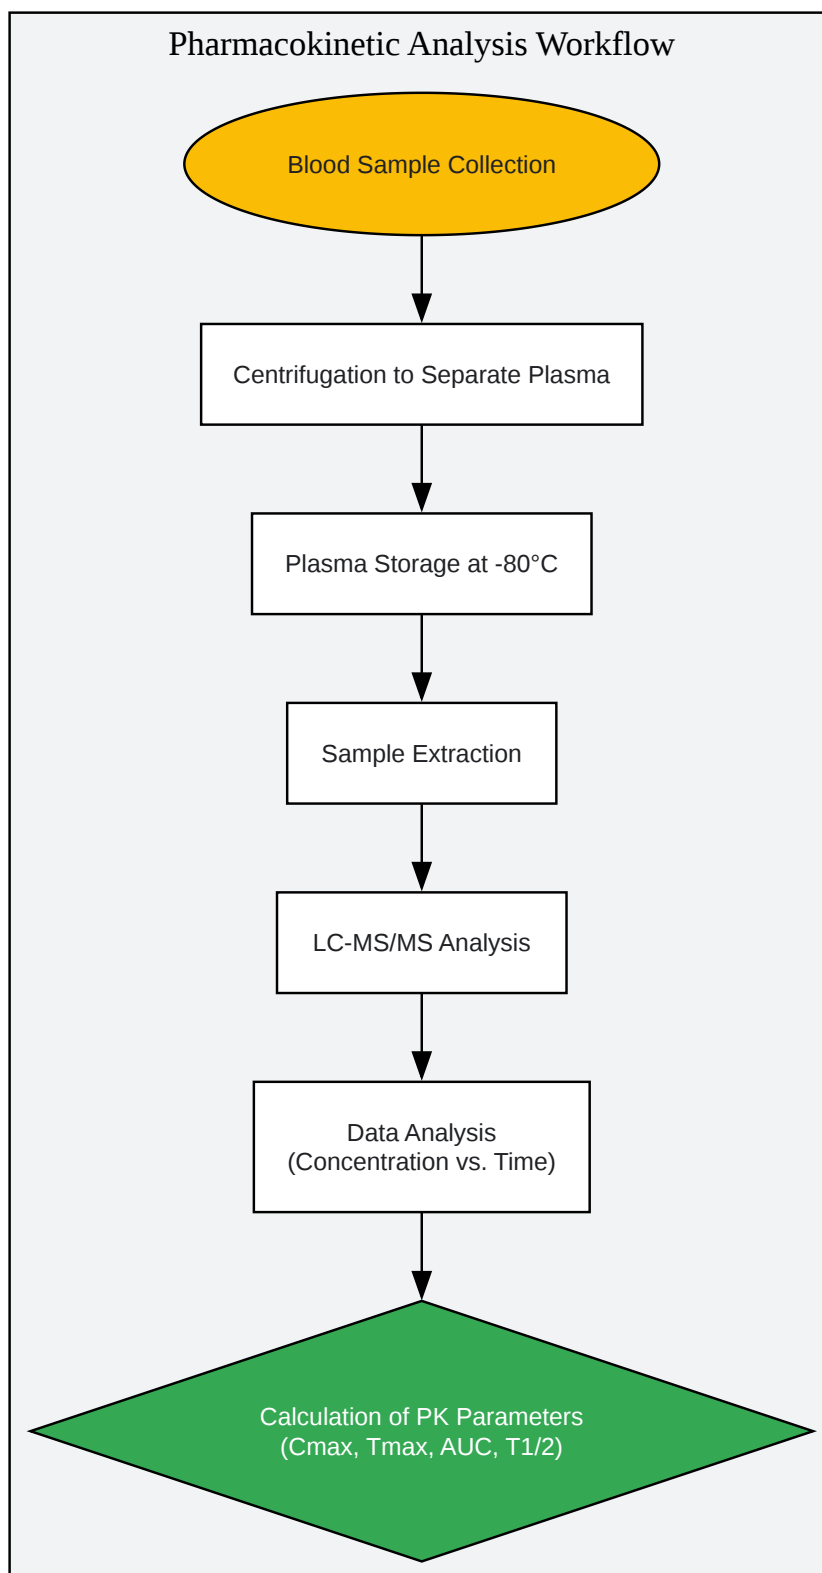 Pharmacokinetic Analysis Workflow
Blood Sample Collection
Centrifugation to Separate Plasma
Plasma Storage at -80°C
Sample Extraction
LC-MS/MS Analysis
Data Analysis
(Concentration vs. Time)
Calculation of PK Parameters
(Cmax, Tmax, AUC, T1/2)